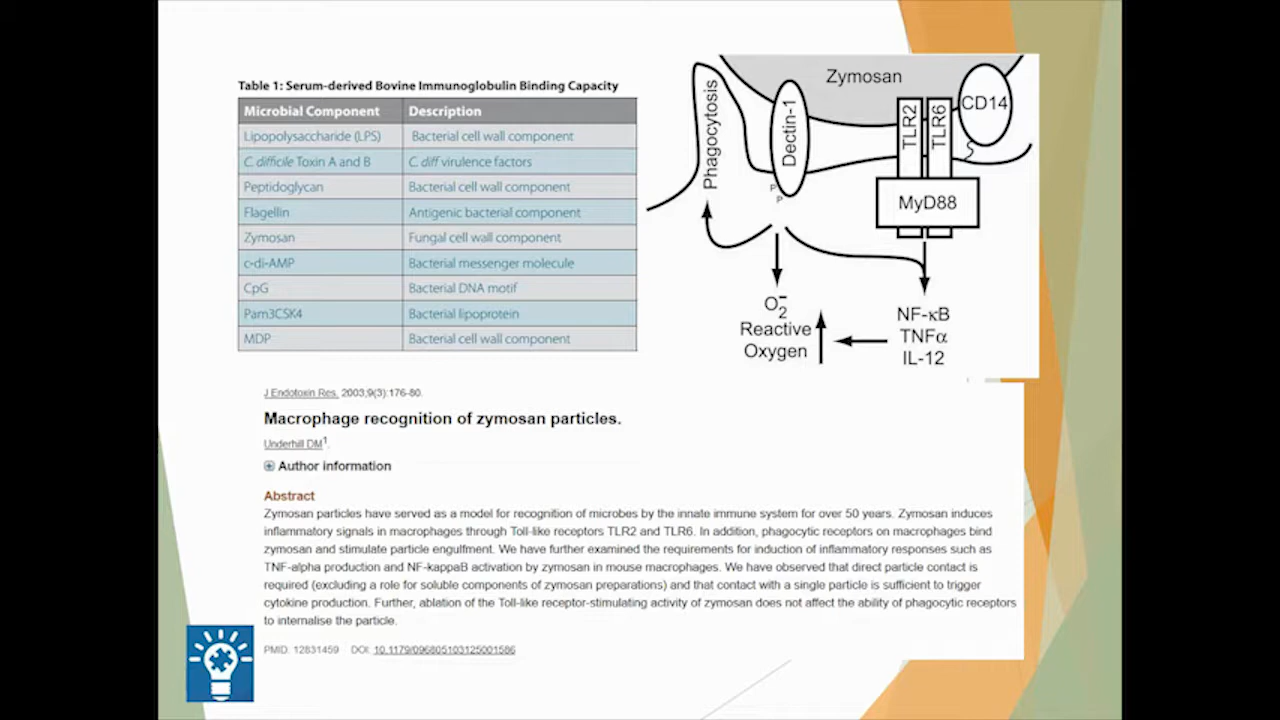 Table 1: Serum-derived Bovine Immunoglobulin Binding Capacity
Microbial Component Description
Lipopolysaccharide (LPS) Bacterial cell wall component
C. difficile Toxin A and B C. diff virulence factors
Peptidoglycan Bacterial cell wall component
Flagellin Antigenic bacterial component
Zymosan Fungal cell wall component
c-di-AMP Bacterial messenger molecule
CpG Bacterial DNA motif
Pam3CSK4 Bacterial lipoprotein
MDP Bacterial cell wall component
Zymosan
Phagocytosis
Dectin-1
TLR2
TLR6
CD14
P
P
MyD88
O2−
Reactive
Oxygen
NF-κB
TNFα
IL-12
J Endotoxin Res. 2003;9(3):176-80.
Macrophage recognition of zymosan particles.
Underhill DM1.
Author information
Abstract
Zymosan particles have served as a model for recognition of microbes by the innate immune system for over 50 years. Zymosan induces
inflammatory signals in macrophages through Toll-like receptors TLR2 and TLR6. In addition, phagocytic receptors on macrophages bind
zymosan and stimulate particle engulfment. We have further examined the requirements for induction of inflammatory responses such as
TNF-alpha production and NF-kappaB activation by zymosan in mouse macrophages. We have observed that direct particle contact is
required (excluding a role for soluble components of zymosan preparations) and that contact with a single particle is sufficient to trigger
cytokine production. Further, ablation of the Toll-like receptor-stimulating activity of zymosan does not affect the ability of phagocytic receptors
to internalise the particle.
PMID: 12831459 DOI: 10.1179/096805103125001586